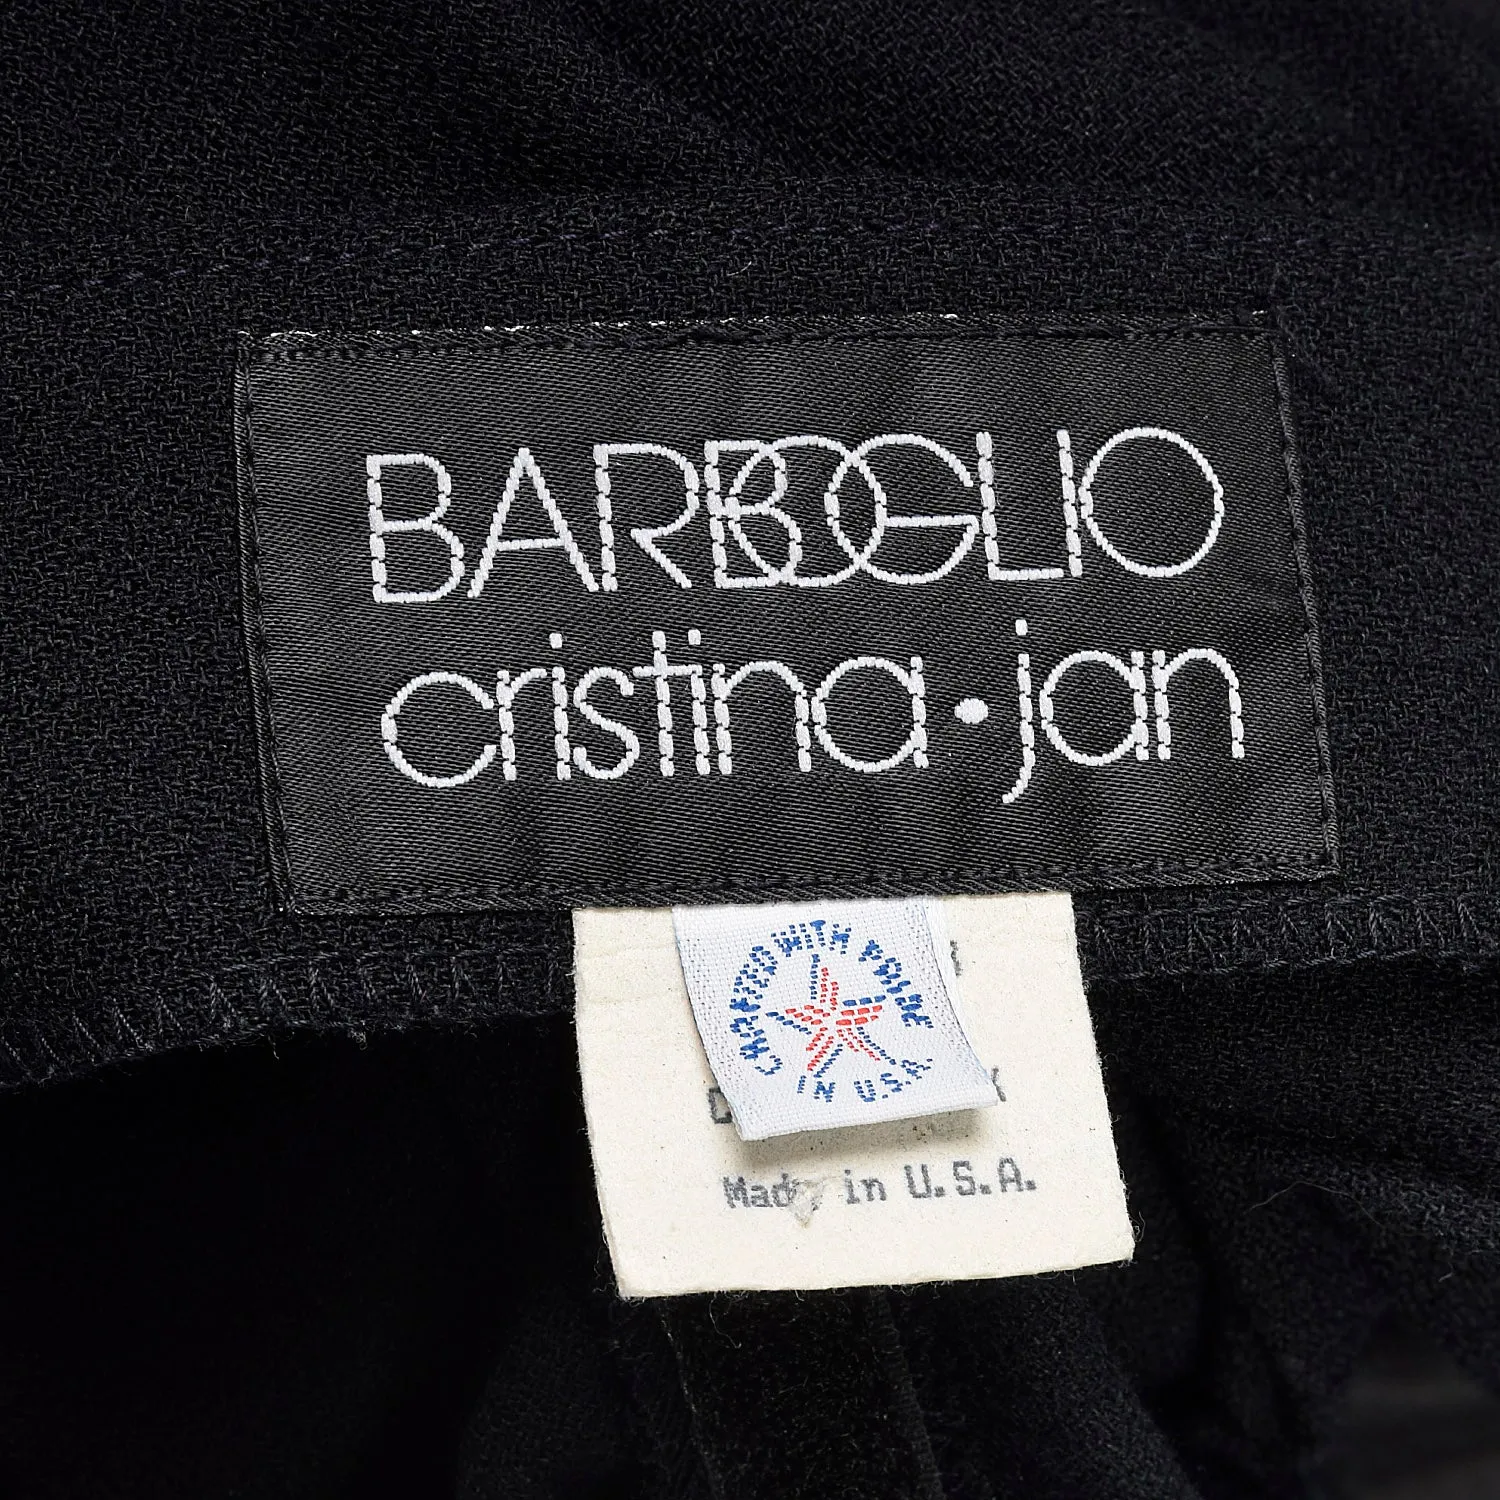 BARBOGLIO
cristina • jan
CRAFTED WITH PRIDE
IN U.S.A.
Made in U.S.A.